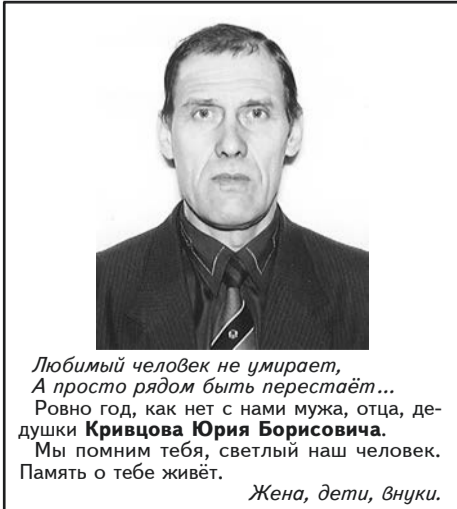 Любимый человек не умирает,
А просто рядом быть перестаёт...
Ровно год, как нет с нами мужа, отца, де-
душки Кривцова Юрия Борисовича.
Мы помним тебя, светлый наш человек.
Память о тебе живёт.
Жена, дети, внуки.